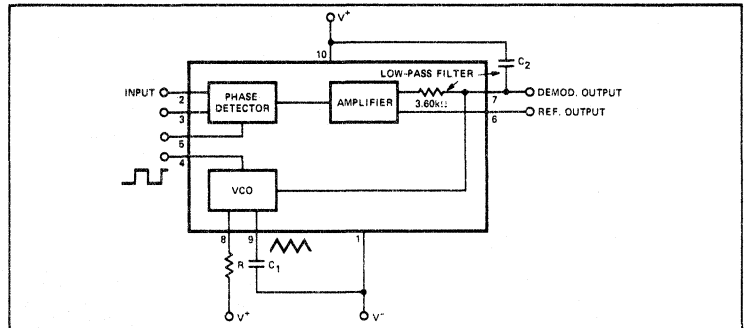 V+
10
C2
LOW-PASS FILTER
INPUT
2
PHASE DETECTOR
AMPLIFIER
3.60kΩ
7
DEMOD. OUTPUT
3
6
REF. OUTPUT
5
4
VCO
8
9
1
R
C1
V+
V-